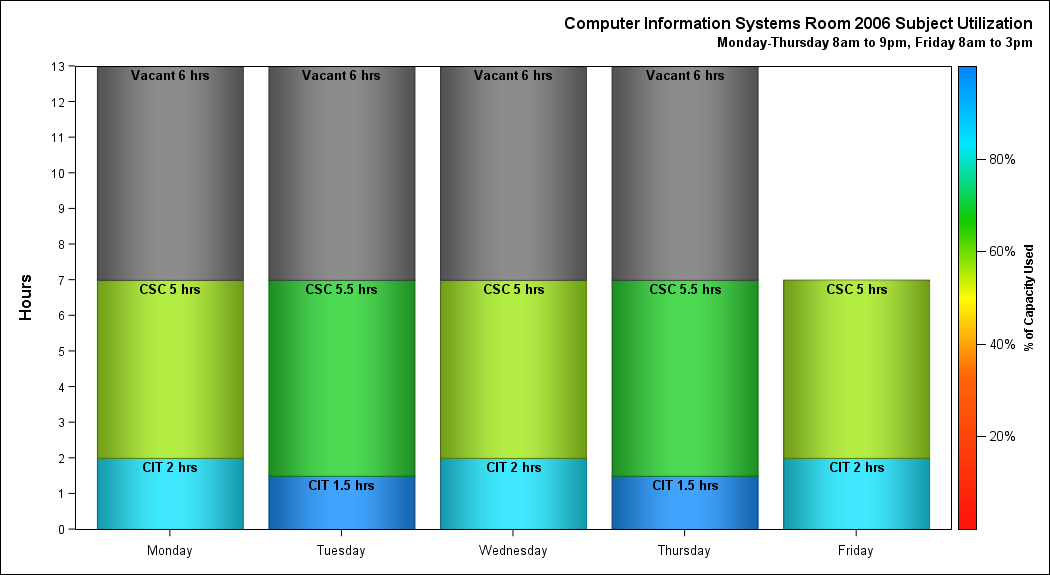 Computer Information Systems Room 2006 Subject Utilization
Monday-Thursday 8am to 9pm, Friday 8am to 3pm
Hours
13
12
11
10
9
8
7
6
5
4
3
2
1
0
Vacant 6 hrs
CSC 5 hrs
CIT 2 hrs
Vacant 6 hrs
CSC 5.5 hrs
CIT 1.5 hrs
Vacant 6 hrs
CSC 5 hrs
CIT 2 hrs
Vacant 6 hrs
CSC 5.5 hrs
CIT 1.5 hrs
CSC 5 hrs
CIT 2 hrs
Monday
Tuesday
Wednesday
Thursday
Friday
80%
60%
40%
20%
% of Capacity Used